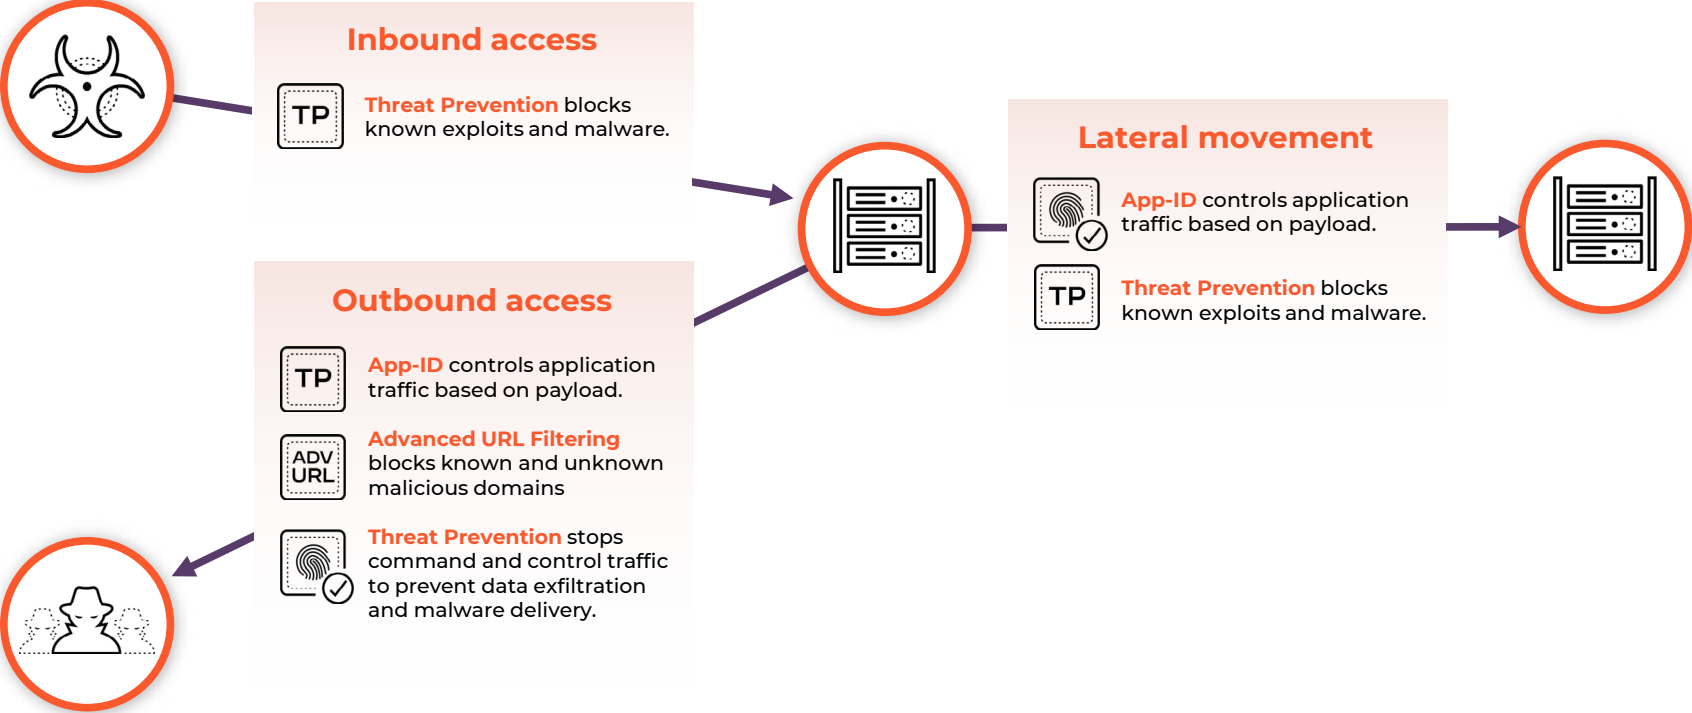 Inbound access
TP
Threat Prevention blocks
known exploits and malware.
Outbound access
TP
App-ID controls application
traffic based on payload.
ADV
URL
Advanced URL Filtering
blocks known and unknown
malicious domains
Threat Prevention stops
command and control traffic
to prevent data exfiltration
and malware delivery.
Lateral movement
App-ID controls application
traffic based on payload.
TP
Threat Prevention blocks
known exploits and malware.